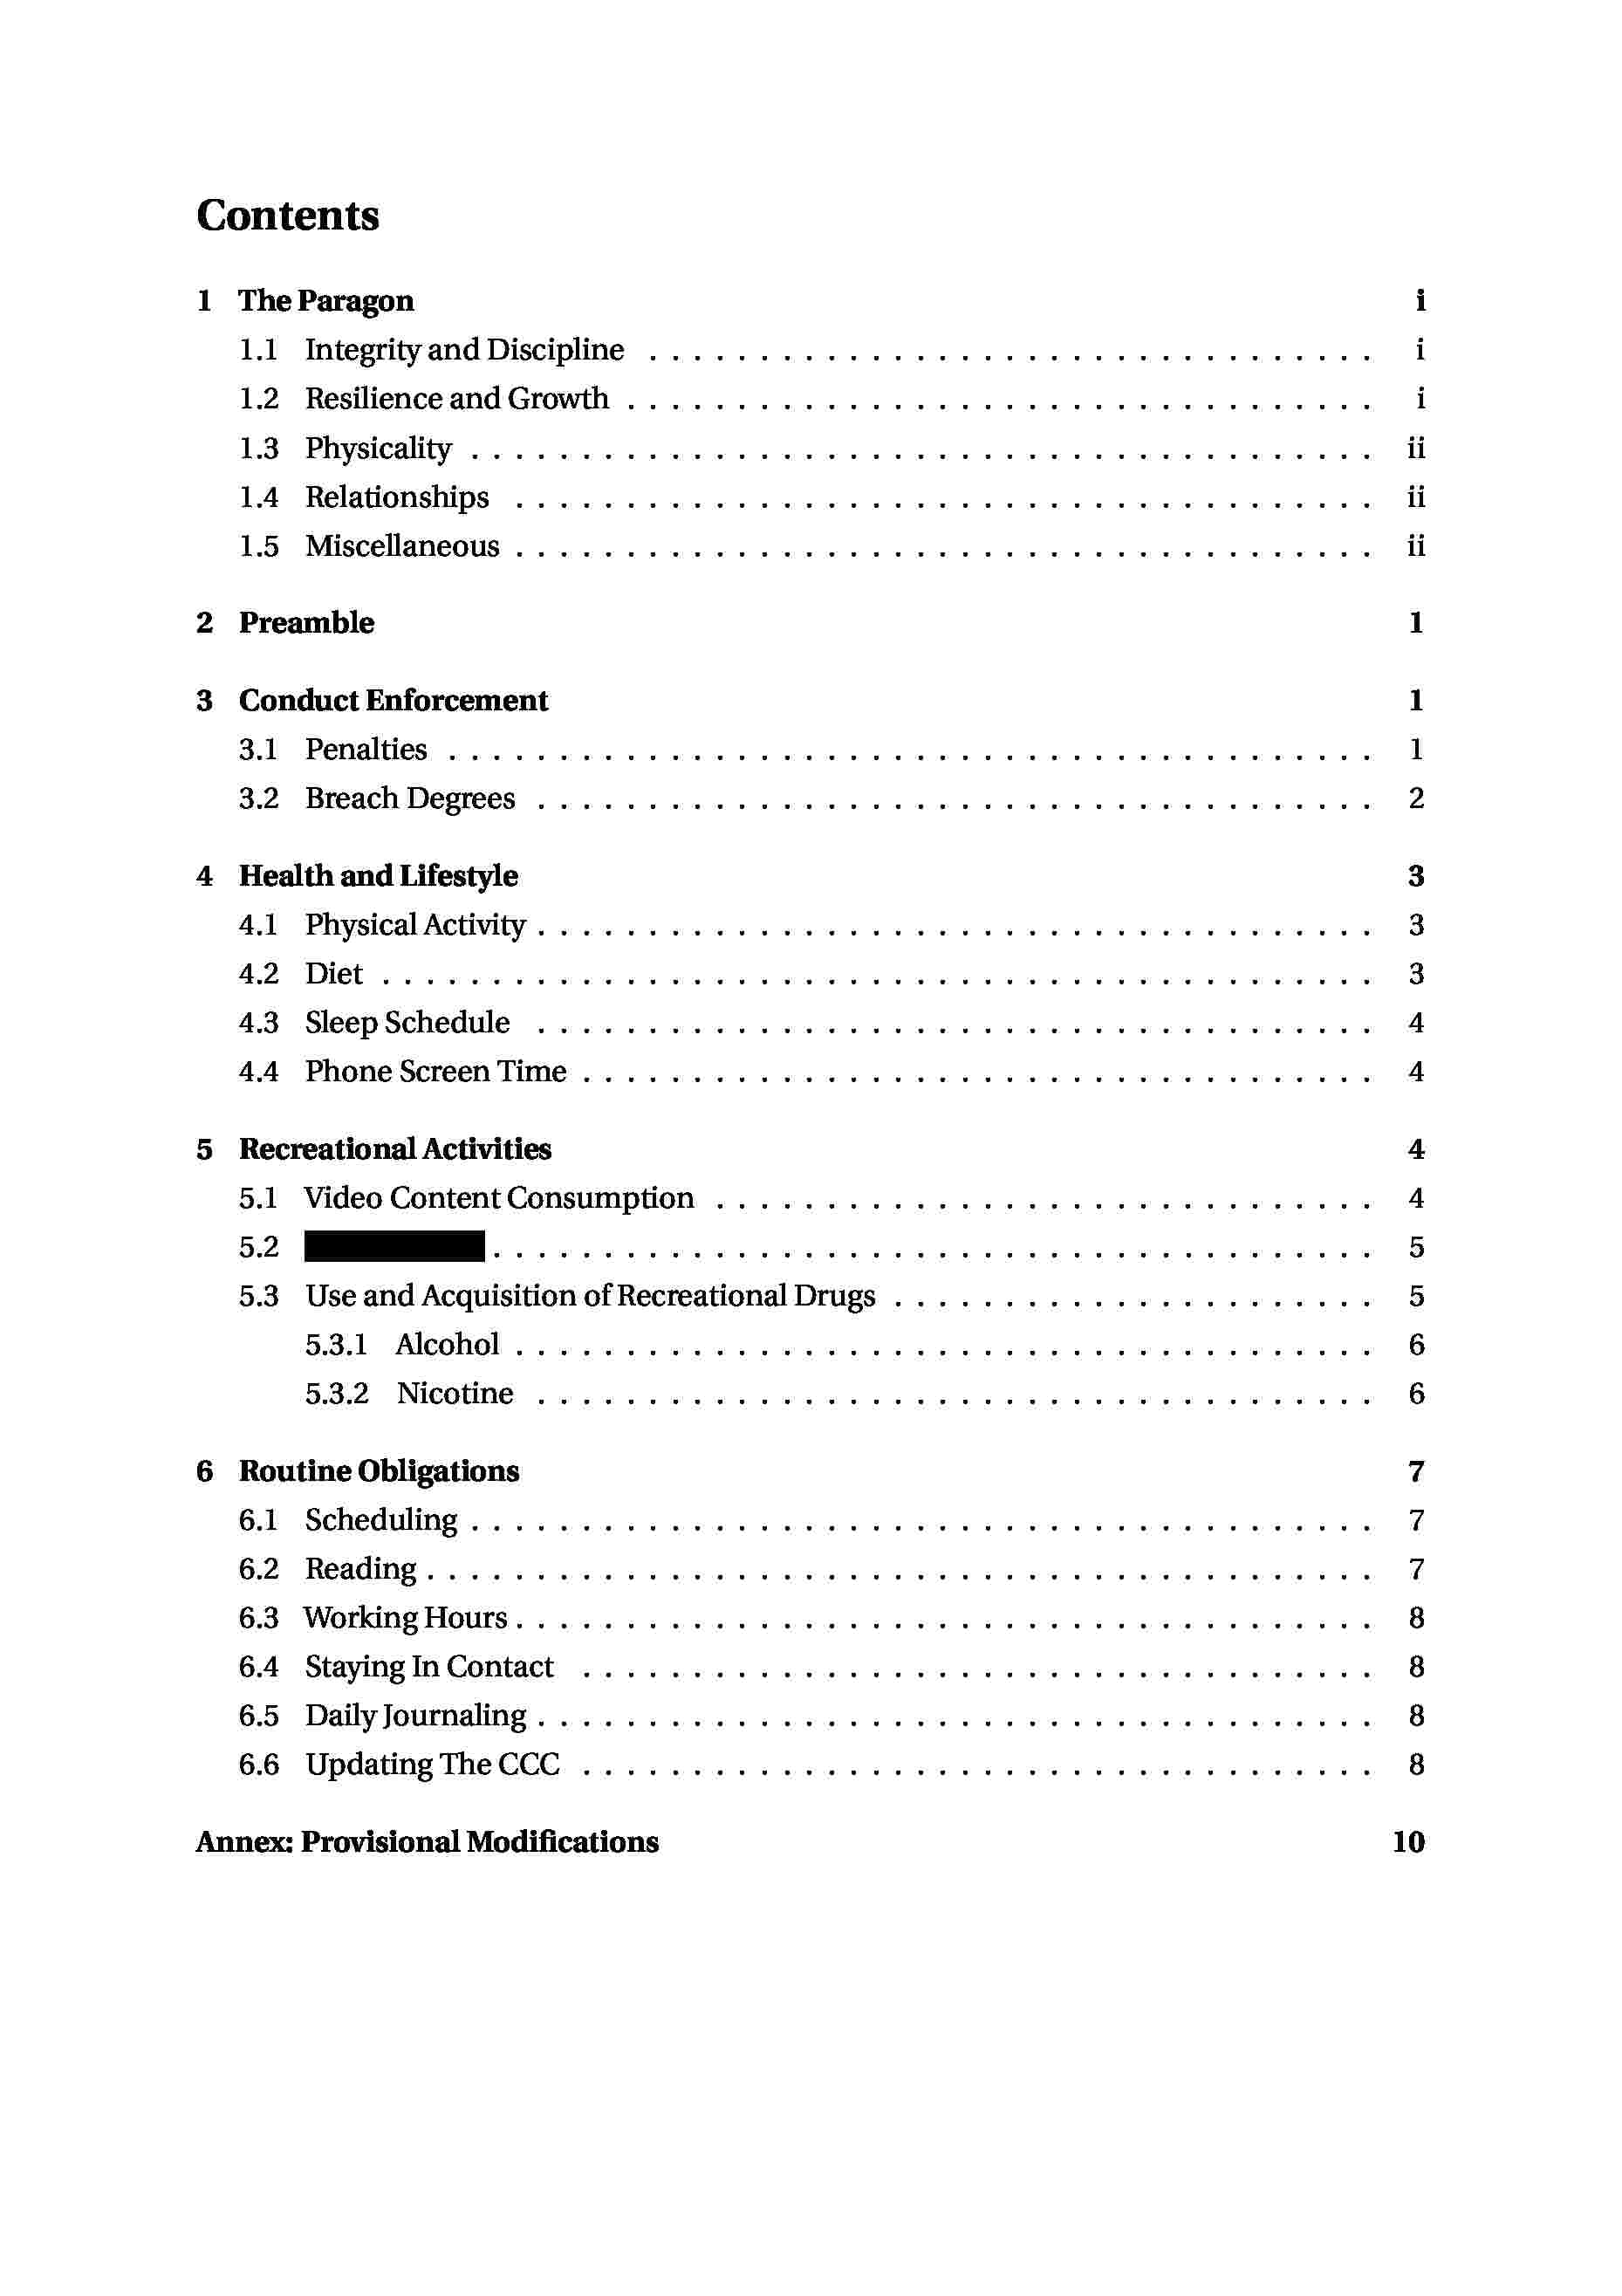 Contents
1 The Paragon i
1.1 Integrity and Discipline . . . . . . . . . . . . . . . . . . . . . . . . . . . . . . . . . i
1.2 Resilience and Growth . . . . . . . . . . . . . . . . . . . . . . . . . . . . . . . . . . i
1.3 Physicality . . . . . . . . . . . . . . . . . . . . . . . . . . . . . . . . . . . . . . . . . ii
1.4 Relationships . . . . . . . . . . . . . . . . . . . . . . . . . . . . . . . . . . . . . . . ii
1.5 Miscellaneous . . . . . . . . . . . . . . . . . . . . . . . . . . . . . . . . . . . . . . . ii
2 Preamble 1
3 Conduct Enforcement 1
3.1 Penalties . . . . . . . . . . . . . . . . . . . . . . . . . . . . . . . . . . . . . . . . . . 1
3.2 Breach Degrees . . . . . . . . . . . . . . . . . . . . . . . . . . . . . . . . . . . . . . 2
4 Health and Lifestyle 3
4.1 Physical Activity . . . . . . . . . . . . . . . . . . . . . . . . . . . . . . . . . . . . . . 3
4.2 Diet . . . . . . . . . . . . . . . . . . . . . . . . . . . . . . . . . . . . . . . . . . . . . 3
4.3 Sleep Schedule . . . . . . . . . . . . . . . . . . . . . . . . . . . . . . . . . . . . . . 4
4.4 Phone Screen Time . . . . . . . . . . . . . . . . . . . . . . . . . . . . . . . . . . . . 4
5 Recreational Activities 4
5.1 Video Content Consumption . . . . . . . . . . . . . . . . . . . . . . . . . . . . . . 4
5.2 . . . . . . . . . . . . . . . . . . . . . . . . . . . . . . . . . . . . . . . . 5
5.3 Use and Acquisition of Recreational Drugs . . . . . . . . . . . . . . . . . . . . . . 5
5.3.1 Alcohol . . . . . . . . . . . . . . . . . . . . . . . . . . . . . . . . . . . . . . . 6
5.3.2 Nicotine . . . . . . . . . . . . . . . . . . . . . . . . . . . . . . . . . . . . . . 6
6 Routine Obligations 7
6.1 Scheduling . . . . . . . . . . . . . . . . . . . . . . . . . . . . . . . . . . . . . . . . . 7
6.2 Reading . . . . . . . . . . . . . . . . . . . . . . . . . . . . . . . . . . . . . . . . . . . 7
6.3 Working Hours . . . . . . . . . . . . . . . . . . . . . . . . . . . . . . . . . . . . . . . 8
6.4 Staying In Contact . . . . . . . . . . . . . . . . . . . . . . . . . . . . . . . . . . . . 8
6.5 Daily Journaling . . . . . . . . . . . . . . . . . . . . . . . . . . . . . . . . . . . . . . 8
6.6 Updating The CCC . . . . . . . . . . . . . . . . . . . . . . . . . . . . . . . . . . . . 8
Annex: Provisional Modifications 10